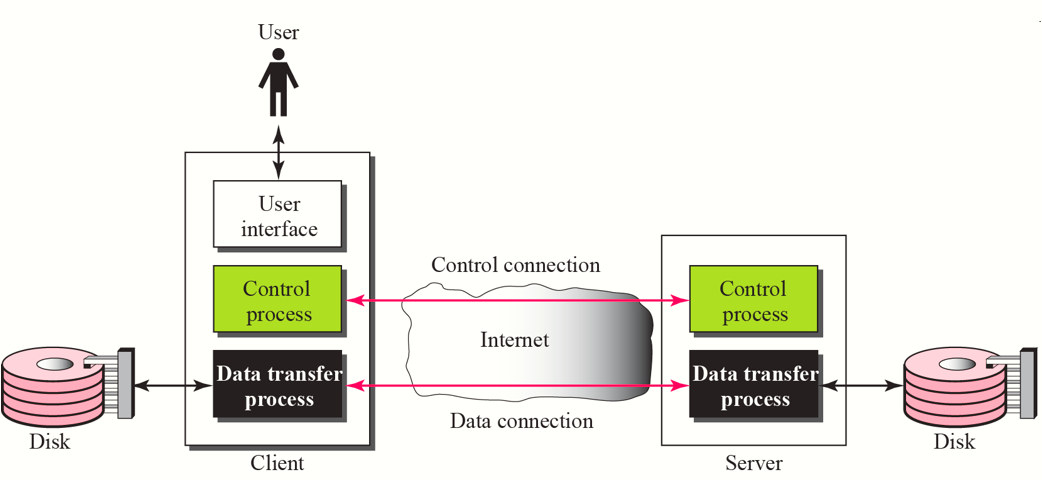 User
User
interface
Control connection
Control
process
Control
process
Internet
Data transfer
process
Data transfer
process
Data connection
Disk
Disk
Client
Server